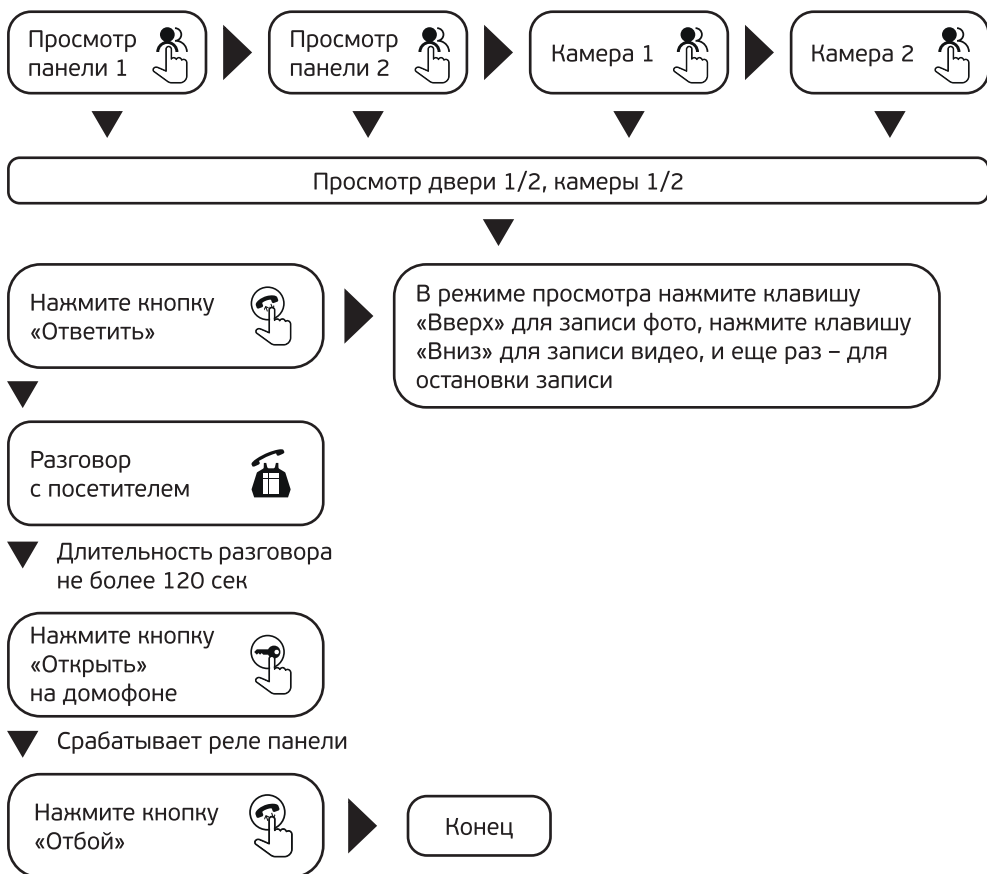 Просмотр
панели 1
Просмотр
панели 2
Камера 1
Камера 2
Просмотр двери 1/2, камеры 1/2
Нажмите кнопку
«Ответить»
В режиме просмотра нажмите клавишу
«Вверх» для записи фото, нажмите клавишу
«Вниз» для записи видео, и еще раз – для
остановки записи
Разговор
с посетителем
Длительность разговора
не более 120 сек
Нажмите кнопку
«Открыть»
на домофоне
Срабатывает реле панели
Нажмите кнопку
«Отбой»
Конец